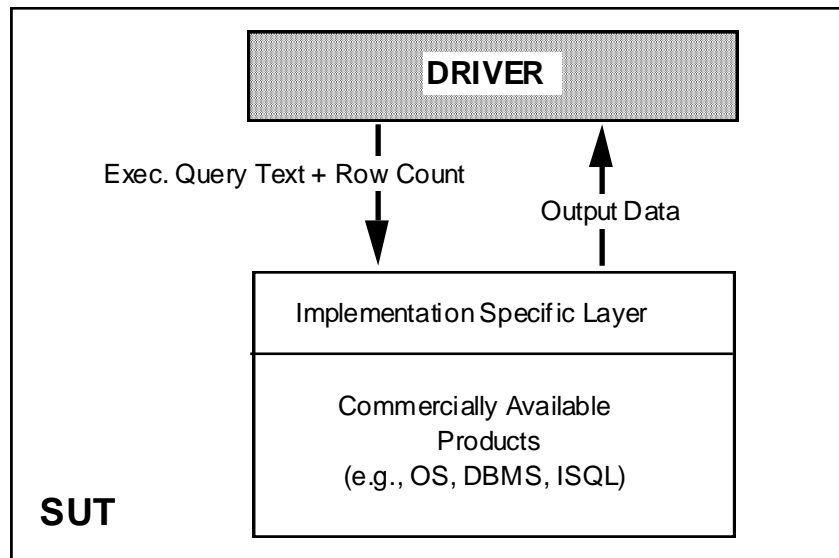 DRIVER
Exec. Query Text + Row Count
Output Data
Implementation Specific Layer
Commercially Available
Products
(e.g., OS, DBMS, ISQL)
SUT